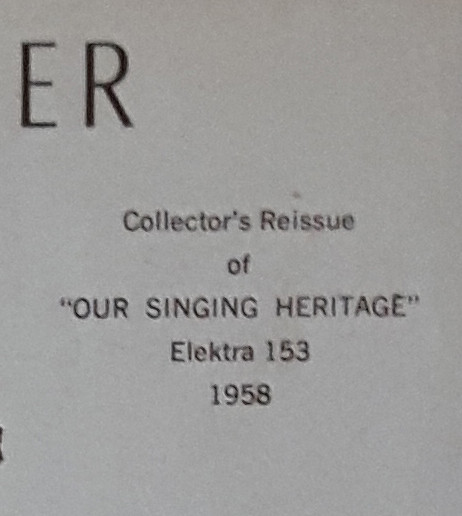 ER
Collector's Reissue
of
“OUR SINGING HERITAGE”
Elektra 153
1958